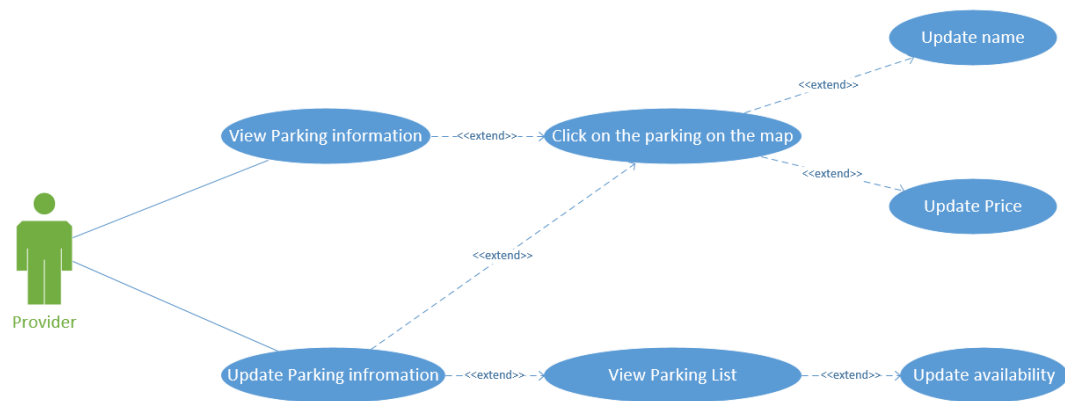 Update name
<<extend>>
View Parking information
<<extend>>
Click on the parking on the map
<<extend>>
Update Price
<<extend>>
Provider
Update Parking infromation
<<extend>>
View Parking List
<<extend>>
Update availability